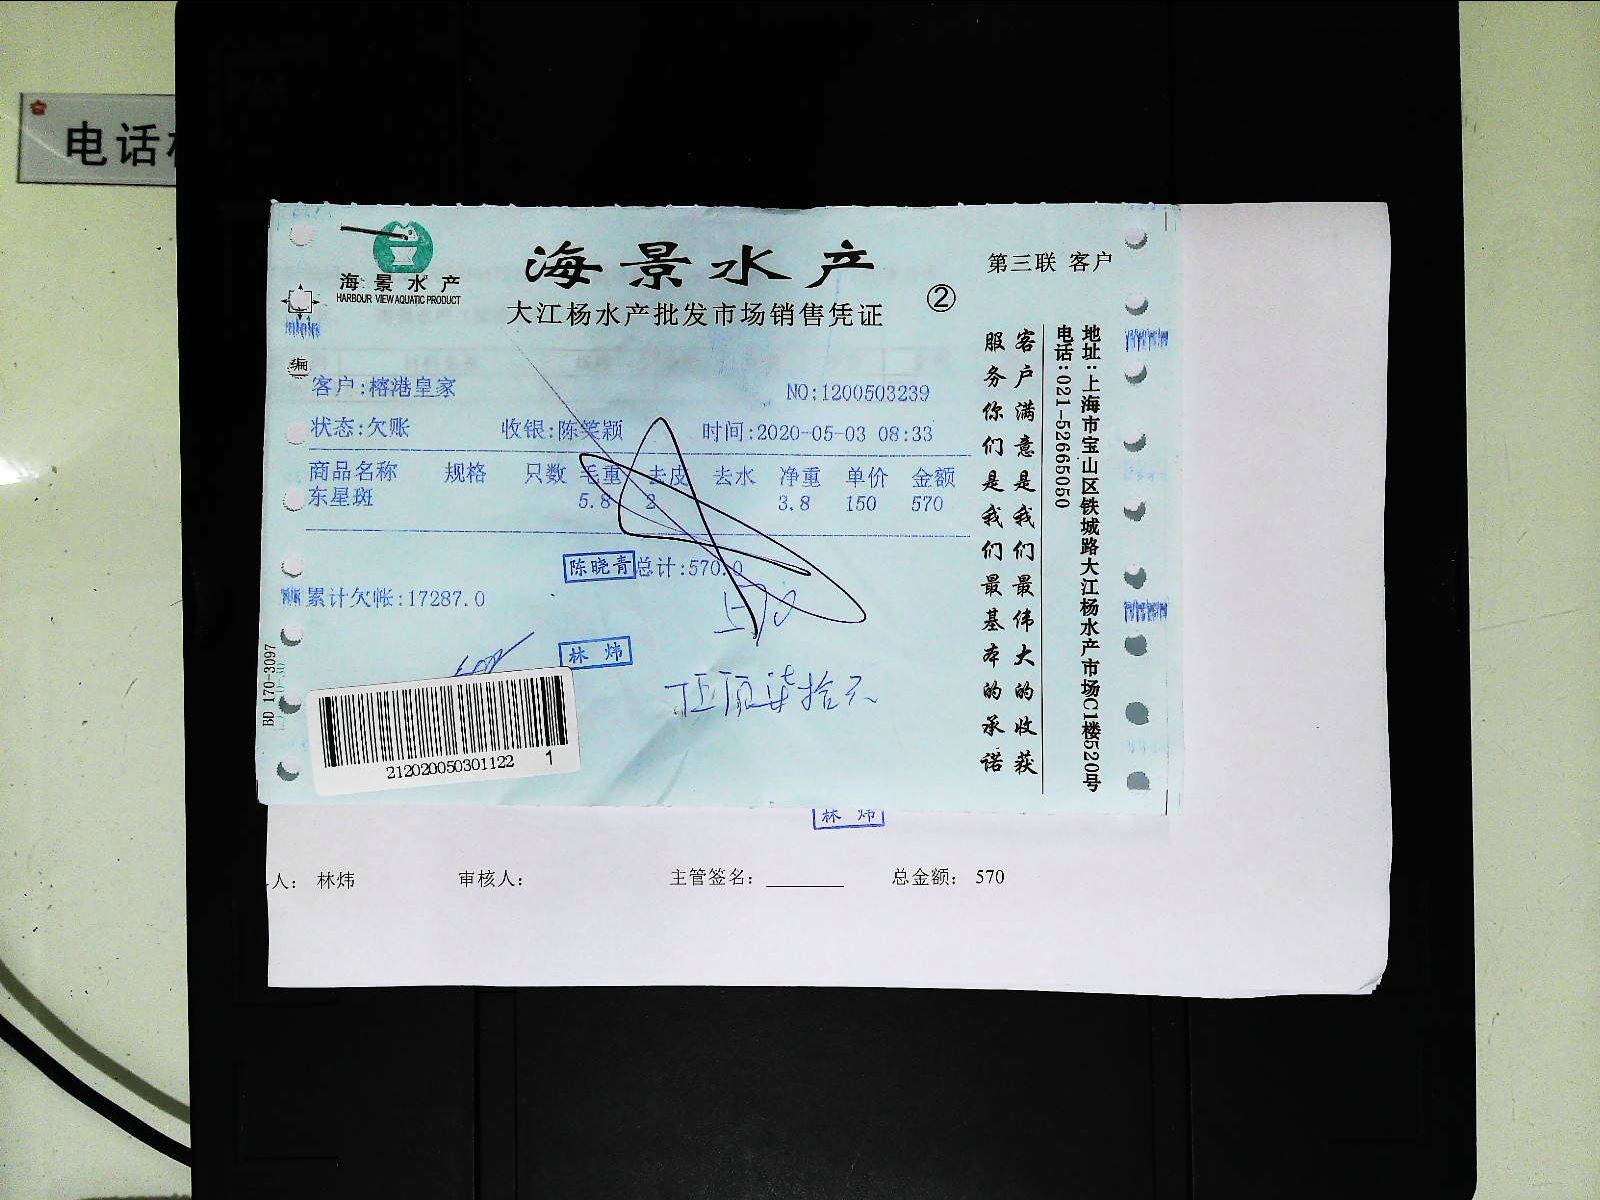 电话
海景水产
HARBOUR VIEW AQUATIC PRODUCT
海景水产
大江杨水产批发市场销售凭证
②
第三联 客户
编
客户:榕港皇家
NO:1200503239
状态:欠账 收银:陈笑颖 时间:2020-05-03 08:33
商品名称 规格 只数 毛重 去皮 去水 净重 单价 金额
东星斑 5.8 2 3.8 150 570
陈晓青
总计:570.0
累计欠帐:17287.0
570
林炜
伍佰柒拾元
BD 170-3097
212020050301122 1
客户满意是我们最伟大的收获
服务你们是我们最基本的承诺
地址:上海市宝山区铁城路大江杨水产市场C1楼520号
电话:021-52665050
林炜
人: 林炜 审核人: 主管签名: 总金额: 570